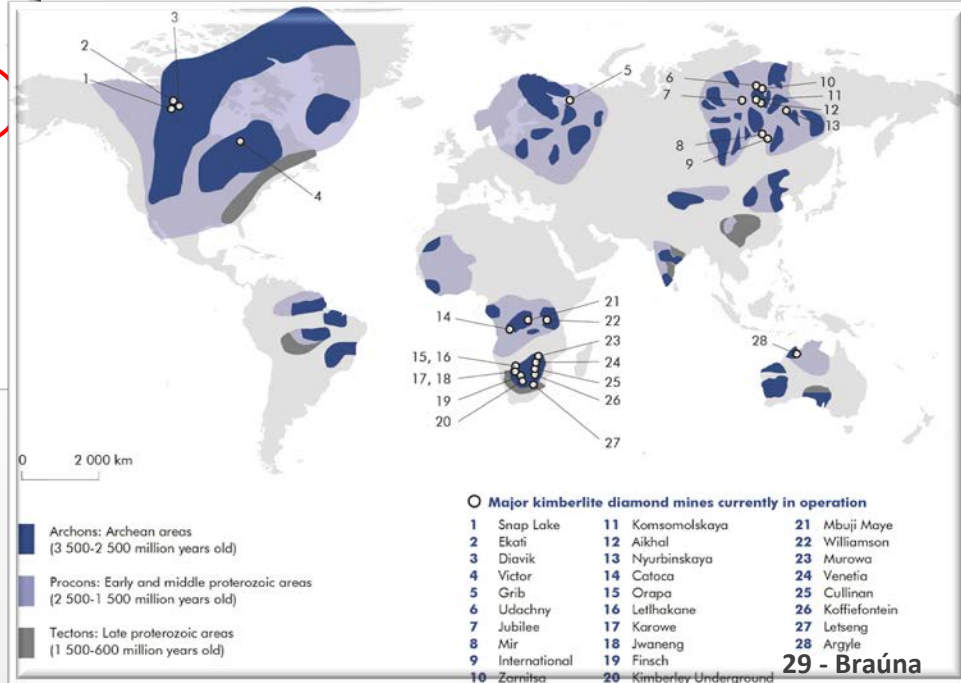 3
2
1
4
5
6
7
8
9
10
11
12
13
14
21
22
23
15, 16
24
17, 18
25
19
26
20
27
28
0 2 000 km
Archons: Archean areas
(3 500-2 500 million years old)
Procons: Early and middle proterozoic areas
(2 500-1 500 million years old)
Tectons: Late proterozoic areas
(1 500-600 million years old)
Major kimberlite diamond mines currently in operation
1 Snap Lake
2 Ekati
3 Diavik
4 Victor
5 Grib
6 Udachny
7 Jubilee
8 Mir
9 International
10 Zarnitsa
11 Komsomolskaya
12 Aikhal
13 Nyurbinskaya
14 Catoca
15 Orapa
16 Letlhakane
17 Karowe
18 Jwaneng
19 Finsch
20 Kimberley Underground
21 Mbuji Maye
22 Williamson
23 Murowa
24 Venetia
25 Cullinan
26 Koffiefontein
27 Letseng
28 Argyle
29 - Braúna